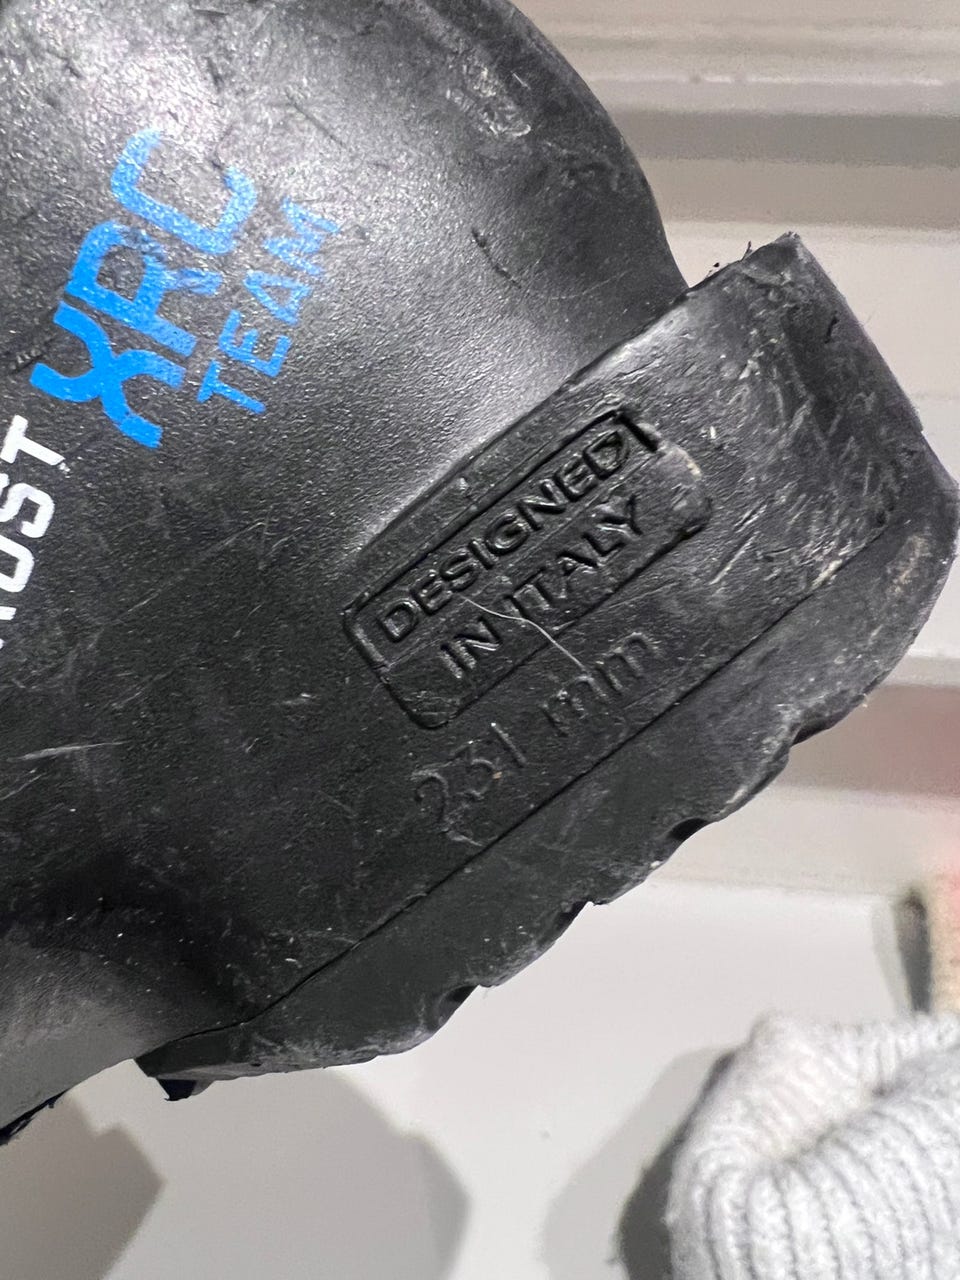 XRC
TEAM
DESIGNED
IN ITALY
231 mm